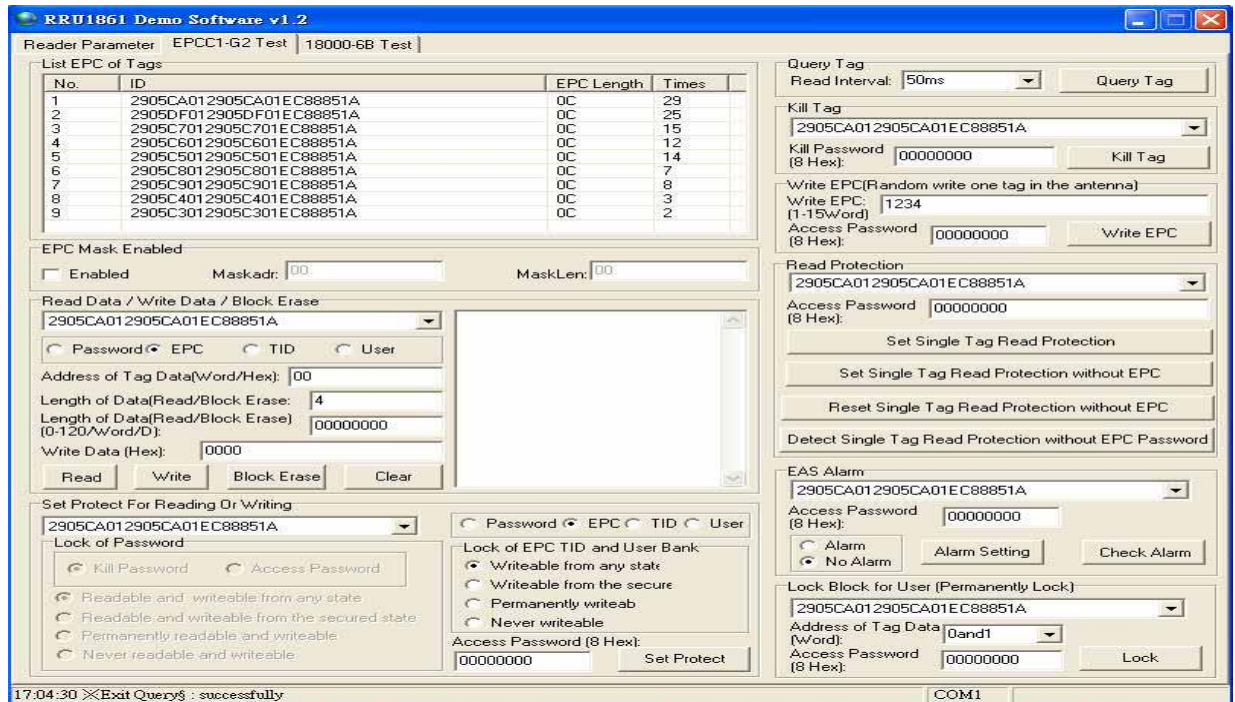 RRU1861 Demo Software v1.2
Reader Parameter EPCC1-G2 Test 18000-6B Test
List EPC of Tags
No. ID EPC Length Times
1 2905CA012905CA01EC88851A 0C 29
2 2905DF012905DF01EC88851A 0C 25
3 2905C7012905C701EC88851A 0C 15
4 2905C6012905C601EC88851A 0C 12
5 2905C5012905C501EC88851A 0C 14
6 2905C8012905C801EC88851A 0C 7
7 2905C9012905C901EC88851A 0C 8
8 2905C4012905C401EC88851A 0C 3
9 2905C3012905C301EC88851A 0C 2
EPC Mask Enabled
Enabled Maskadr: 00 MaskLen: 00
Read Data / Write Data / Block Erase
2905CA012905CA01EC88851A
Password EPC TID User
Address of Tag Data(Word/Hex): 00
Length of Data(Read/Block Erase: 4
Length of Data(Read/Block Erase)
(0-120/Word/D): 00000000
Write Data (Hex): 0000
Read Write Block Erase Clear
Set Protect For Reading Or Writing
2905CA012905CA01EC88851A
Lock of Password
Kill Password Access Password
Readable and writeable from any state
Readable and writeable from the secured state
Permanently readable and writeable
Never readable and writeable
Password EPC TID User
Lock of EPC TID and User Bank
Writeable from any state
Writeable from the secure
Permanently writeab
Never writeable
Access Password (8 Hex):
00000000 Set Protect
Query Tag
Read Interval: 50ms Query Tag
Kill Tag
2905CA012905CA01EC88851A
Kill Password
(8 Hex): 00000000 Kill Tag
Write EPC(Random write one tag in the antenna)
Write EPC: 1234
(1-15Word)
Access Password
(8 Hex): 00000000 Write EPC
Read Protection
2905CA012905CA01EC88851A
Access Password 00000000
(8 Hex):
Set Single Tag Read Protection
Set Single Tag Read Protection without EPC
Reset Single Tag Read Protection without EPC
Detect Single Tag Read Protection without EPC Password
EAS Alarm
2905CA012905CA01EC88851A
Access Password
(8 Hex): 00000000
Alarm
No Alarm Alarm Setting Check Alarm
Lock Block for User (Permanently Lock)
2905CA012905CA01EC88851A
Address of Tag Data
(Word): 0and1
Access Password
(8 Hex): 00000000 Lock
17:04:30 ※Exit Query§ : successfully COM1